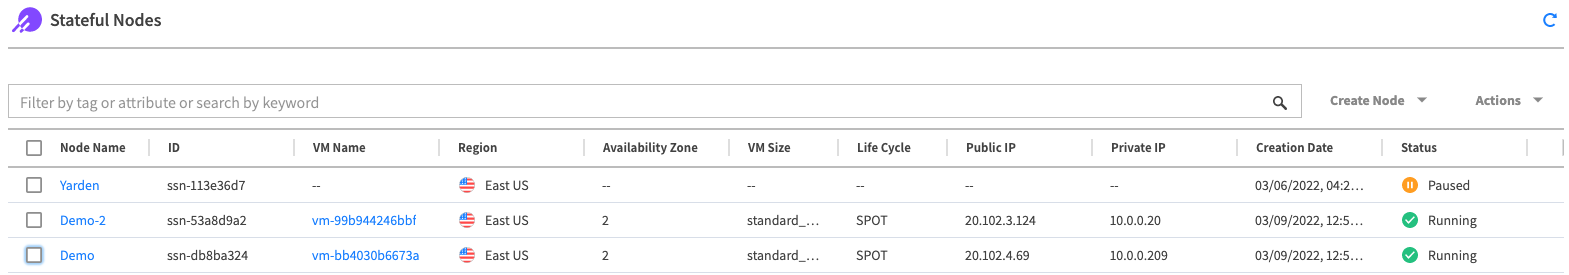 Stateful Nodes
Filter by tag or attribute or search by keyword Create Node Actions
Node Name ID VM Name Region Availability Zone VM Size Life Cycle Public IP Private IP Creation Date Status
Yarden ssn-113e36d7 -- East US -- -- -- -- -- 03/06/2022, 04:2... Paused
Demo-2 ssn-53a8d9a2 vm-99b944246bbf East US 2 standard_... SPOT 20.102.3.124 10.0.0.20 03/09/2022, 12:5... Running
Demo ssn-db8ba324 vm-bb4030b6673a East US 2 standard_... SPOT 20.102.4.69 10.0.0.209 03/09/2022, 12:5... Running